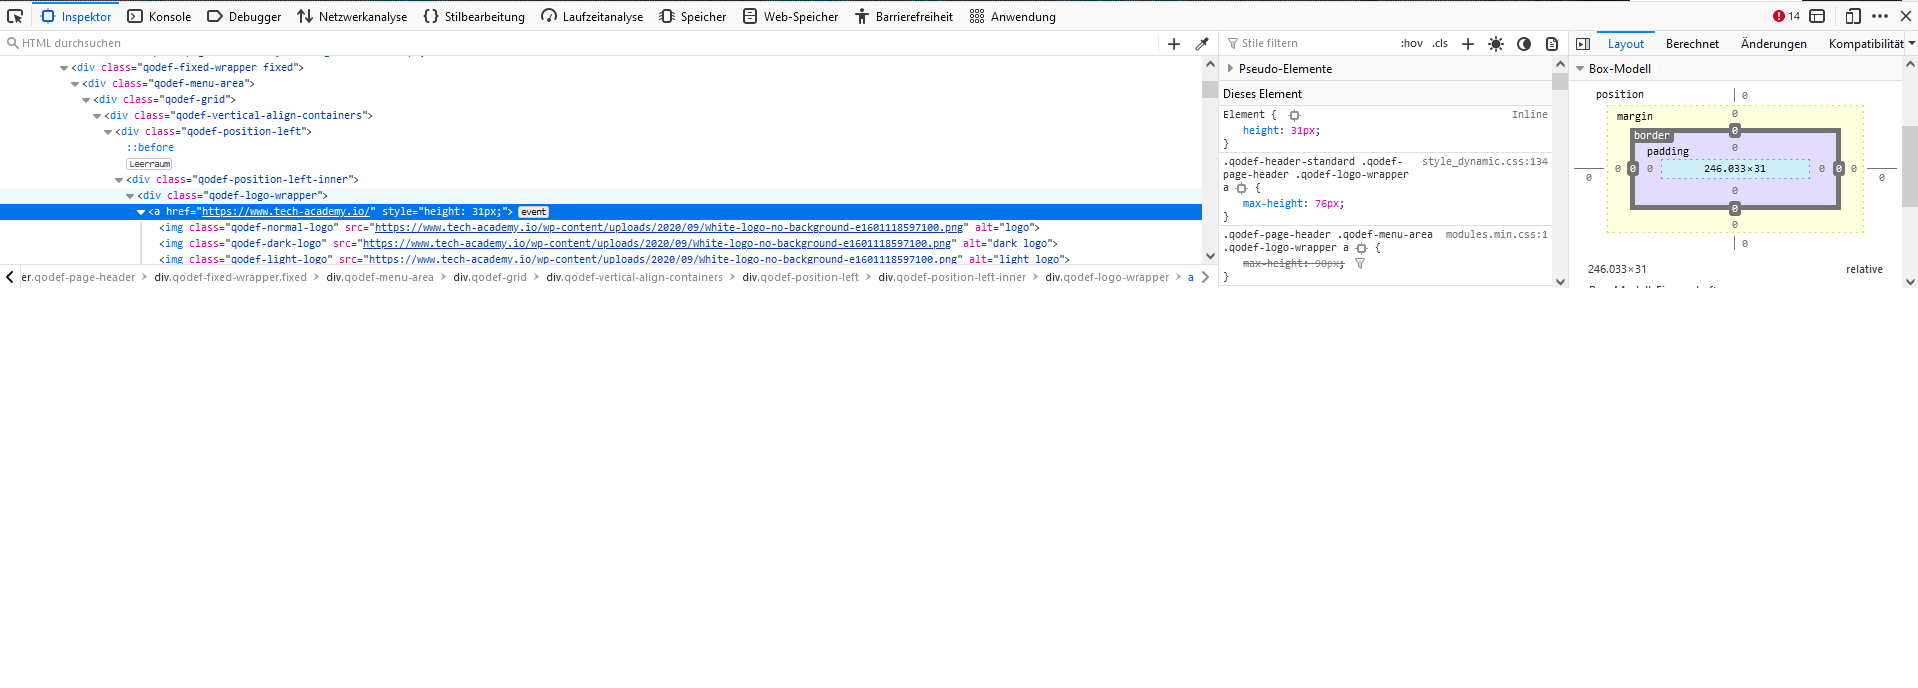 Inspektor Konsole Debugger Netzwerkanalyse {} Stilbearbeitung Laufzeitanalyse Speicher Web-Speicher Barrierefreiheit Anwendung 14
HTML durchsuchen
<div class="qodef-fixed-wrapper fixed">
<div class="qodef-menu-area">
<div class="qodef-grid">
<div class="qodef-vertical-align-containers">
<div class="qodef-position-left">
::before
Leerraum
<div class="qodef-position-left-inner">
<div class="qodef-logo-wrapper">
<a href="https://www.tech-academy.io/" style="height: 31px;"> event
<img class="qodef-normal-logo" src="https://www.tech-academy.io/wp-content/uploads/2020/09/White-logo-no-background-e1601118597100.png" alt="logo">
<img class="qodef-dark-logo" src="https://www.tech-academy.io/wp-content/uploads/2020/09/White-logo-no-background-e1601118597100.png" alt="dark logo">
<img class="qodef-light-logo" src="https://www.tech-academy.io/wp-content/uploads/2020/09/White-logo-no-background-e1601118597100.png" alt="light logo">
er.qodef-page-header > div.qodef-fixed-wrapper.fixed > div.qodef-menu-area > div.qodef-grid > div.qodef-vertical-align-containers > div.qodef-position-left > div.qodef-position-left-inner > div.qodef-logo-wrapper > a
Stile filtern :hov .cls
Pseudo-Elemente
Dieses Element
Element { Inline
height: 31px;
}
.qodef-header-standard .qodef- style_dynamic.css:134
page-header .qodef-logo-wrapper
a {
max-height: 76px;
}
.qodef-page-header .qodef-menu-area modules.min.css:1
.qodef-logo-wrapper a {
max-height: 90px;
}
Layout Berechnet Änderungen Kompatibilität
Box-Modell
position 0
margin 0
border 0
padding 0
0 0 0 0 246.033×31 0 0 0 0
0
0
0
0
246.033×31 relative